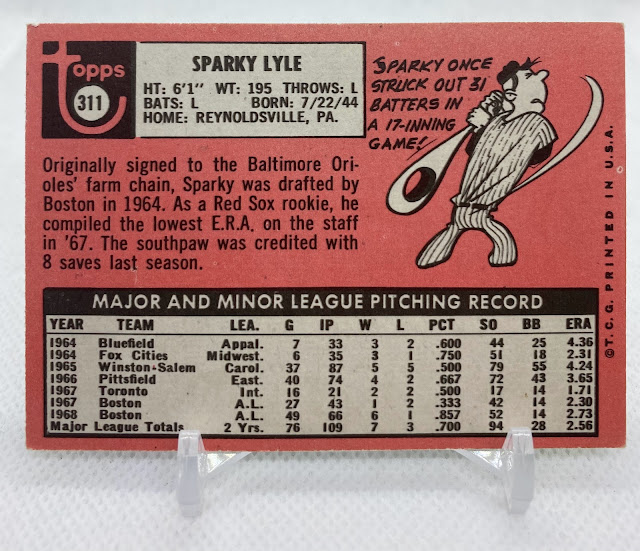 topps
311
SPARKY LYLE
HT: 6'1" WT: 195 THROWS: L
BATS: L BORN: 7/22/44
HOME: REYNOLDSVILLE, PA.
SPARKY ONCE
STRUCK OUT 31
BATTERS IN
A 17-INNING
GAME!
Originally signed to the Baltimore Ori-
oles' farm chain, Sparky was drafted by
Boston in 1964. As a Red Sox rookie, he
compiled the lowest E.R.A. on the staff
in '67. The southpaw was credited with
8 saves last season.
MAJOR AND MINOR LEAGUE PITCHING RECORD
YEAR TEAM LEA. G IP W L PCT SO BB ERA
1964 Bluefield Appal. 7 33 3 2 .600 44 25 4.36
1964 Fox Cities Midwest. 6 35 3 1 .750 51 18 2.31
1965 Winston-Salem Carol. 37 87 5 5 .500 79 55 4.24
1966 Pittsfield East. 40 74 4 2 .667 72 43 3.65
1967 Toronto Int. 16 21 2 2 .500 17 14 1.71
1967 Boston A.L. 27 43 1 2 .333 42 14 2.30
1968 Boston A.L. 49 66 6 1 .857 52 14 2.73
Major League Totals 2 Yrs. 76 109 7 3 .700 94 28 2.56
©T.C.G. PRINTED IN U.S.A.